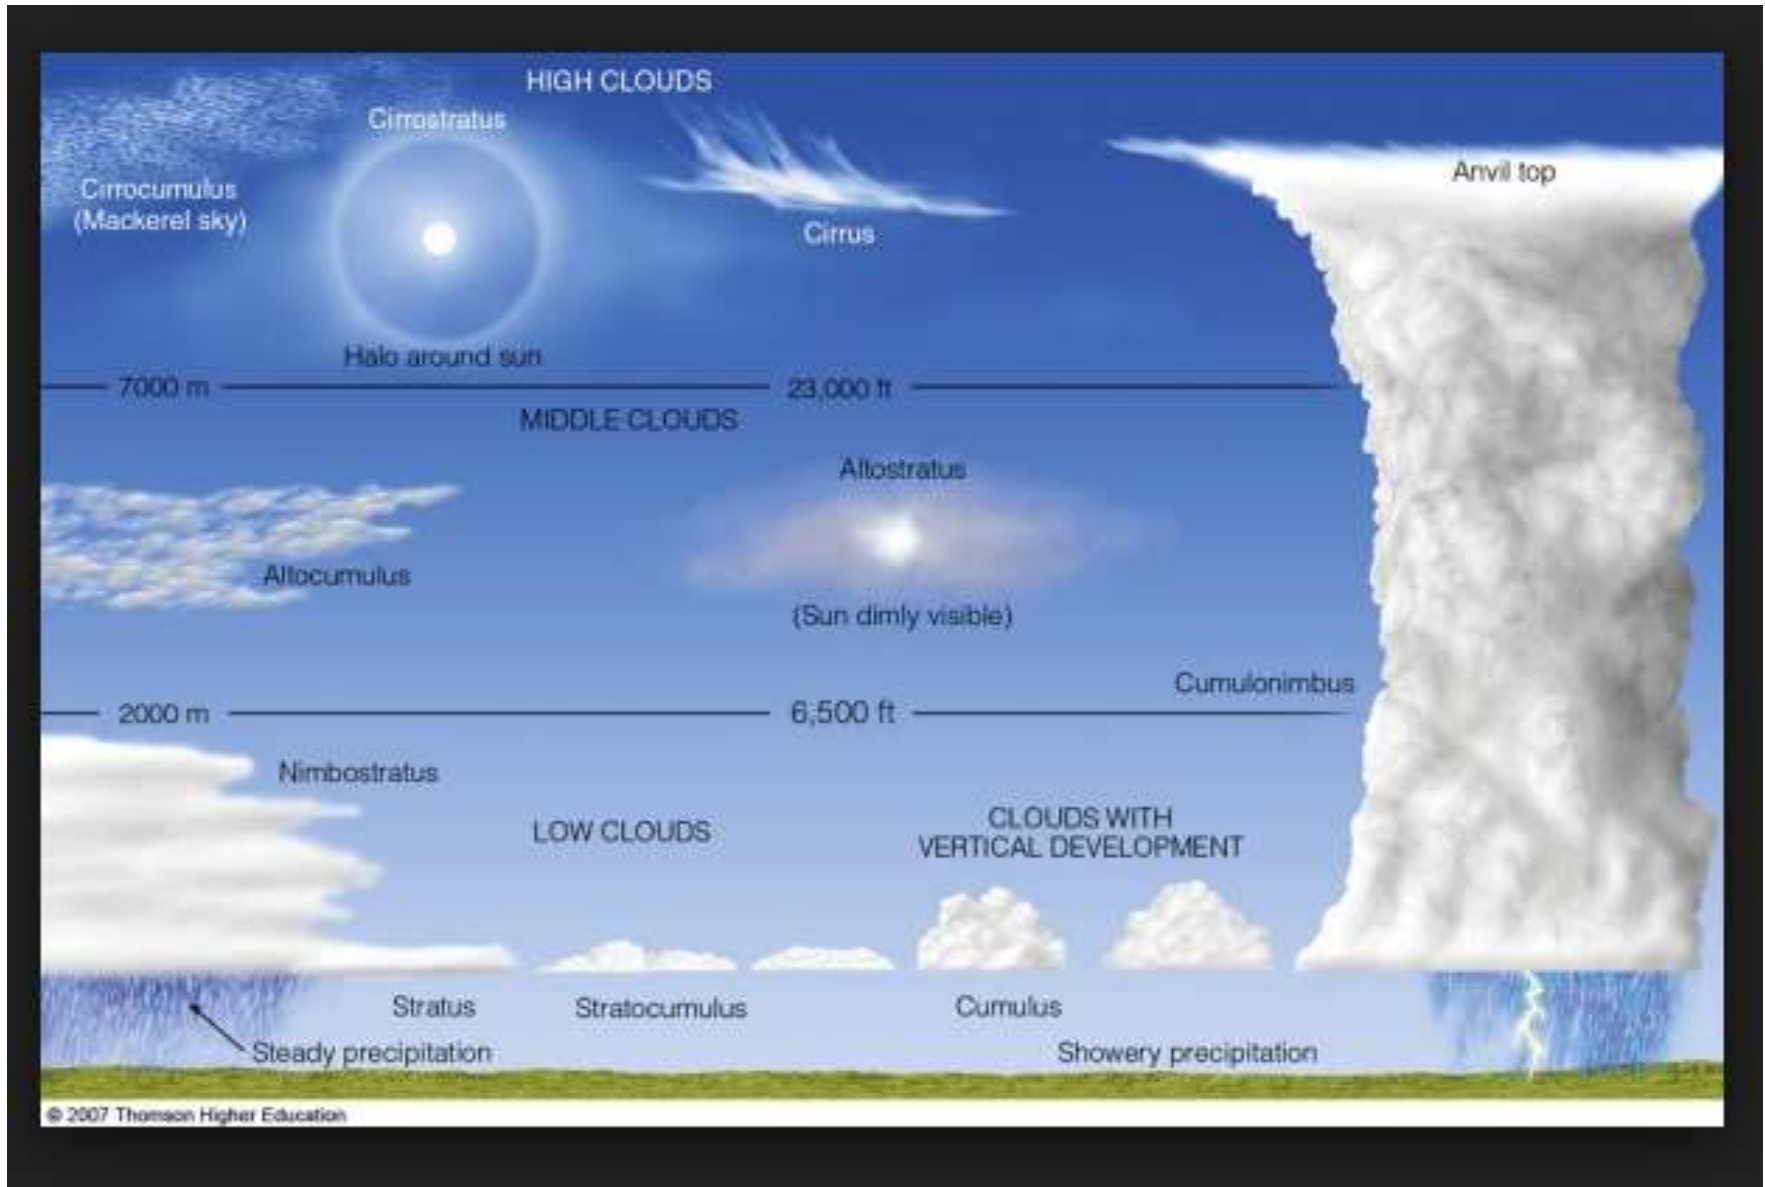 HIGH CLOUDS
Cirrostratus
Cirrocumulus
(Mackerel sky)
Cirrus
Anvil top
Halo around sun
7000 m
23,000 ft
MIDDLE CLOUDS
Altostratus
Altocumulus
(Sun dimly visible)
Cumulonimbus
2000 m
6,500 ft
Nimbostratus
LOW CLOUDS
CLOUDS WITH
VERTICAL DEVELOPMENT
Stratus
Stratocumulus
Cumulus
Steady precipitation
Showery precipitation
© 2007 Thomson Higher Education